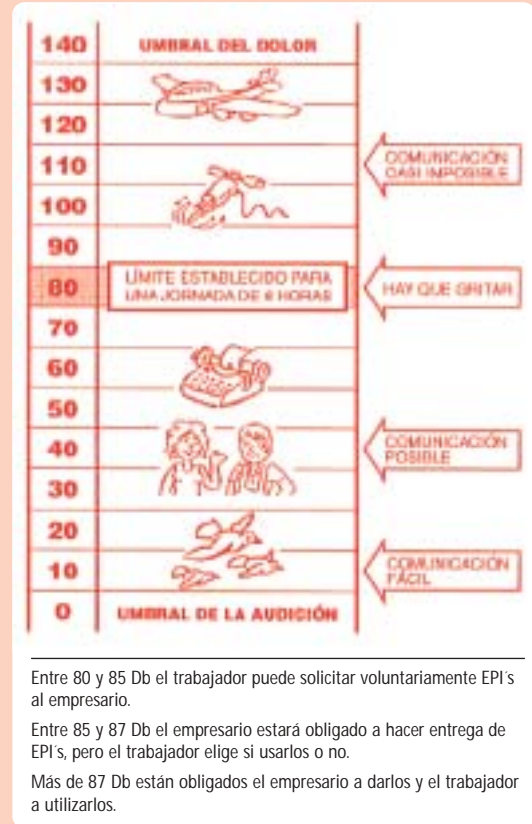 140 UMBRAL DEL DOLOR
130
120
110 COMUNICACIÓN
CASI IMPOSIBLE
100
90
80 LÍMITE ESTABLECIDO PARA
UNA JORNADA DE 8 HORAS
HAY QUE GRITAR
70
60
50
40 COMUNICACIÓN
POSIBLE
30
20
10 COMUNICACIÓN
FÁCIL
0 UMBRAL DE LA AUDICIÓN
Entre 80 y 85 Db el trabajador puede solicitar voluntariamente EPI´s
al empresario.
Entre 85 y 87 Db el empresario estará obligado a hacer entrega de
EPI´s, pero el trabajador elige si usarlos o no.
Más de 87 Db están obligados el empresario a darlos y el trabajador
a utilizarlos.